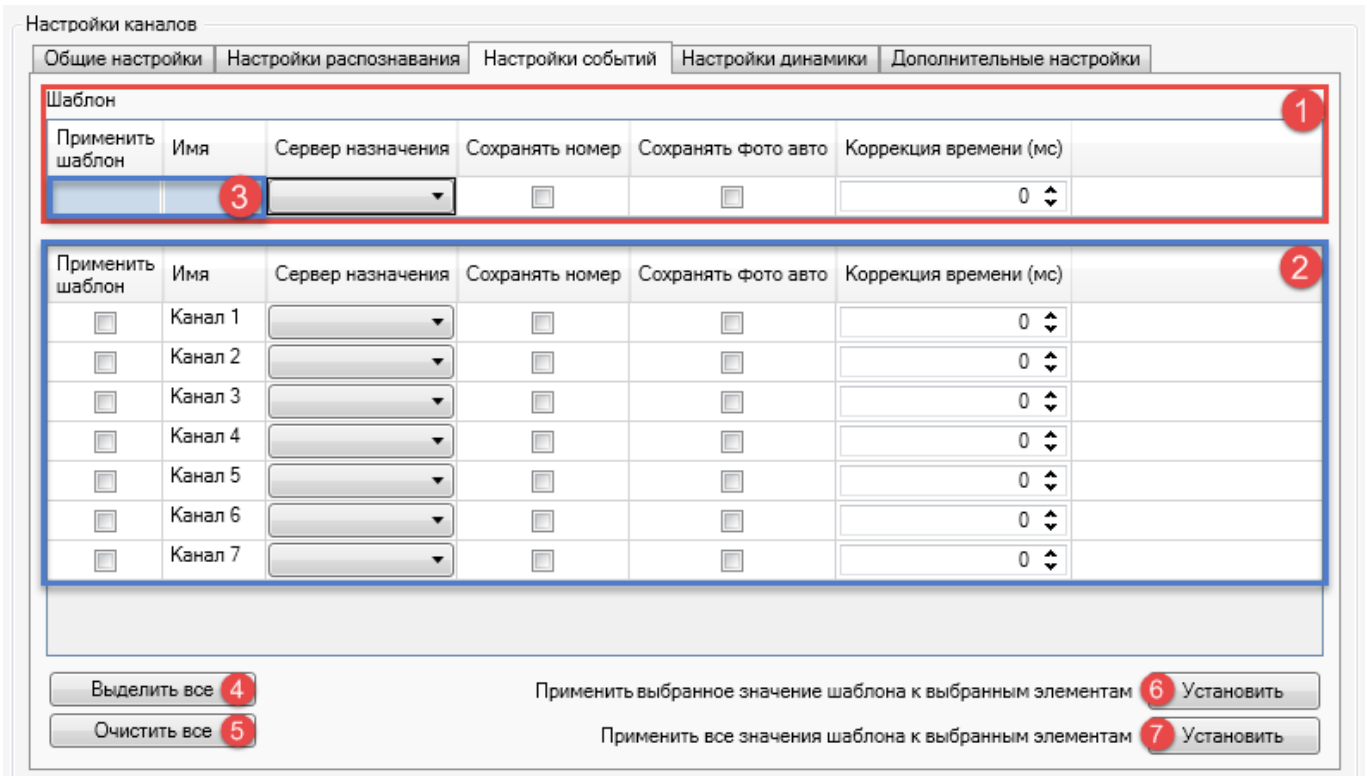 Настройки каналов
Общие настройки Настройки распознавания Настройки событий Настройки динамики Дополнительные настройки
Шаблон 1
Применить шаблон Имя Сервер назначения Сохранять номер Сохранять фото авто Коррекция времени (мс)
3 0
Применить шаблон Имя Сервер назначения Сохранять номер Сохранять фото авто Коррекция времени (мс) 2
Канал 1 0
Канал 2 0
Канал 3 0
Канал 4 0
Канал 5 0
Канал 6 0
Канал 7 0
Выделить все 4 Применить выбранное значение шаблона к выбранным элементам 6 Установить
Очистить все 5 Применить все значения шаблона к выбранным элементам 7 Установить